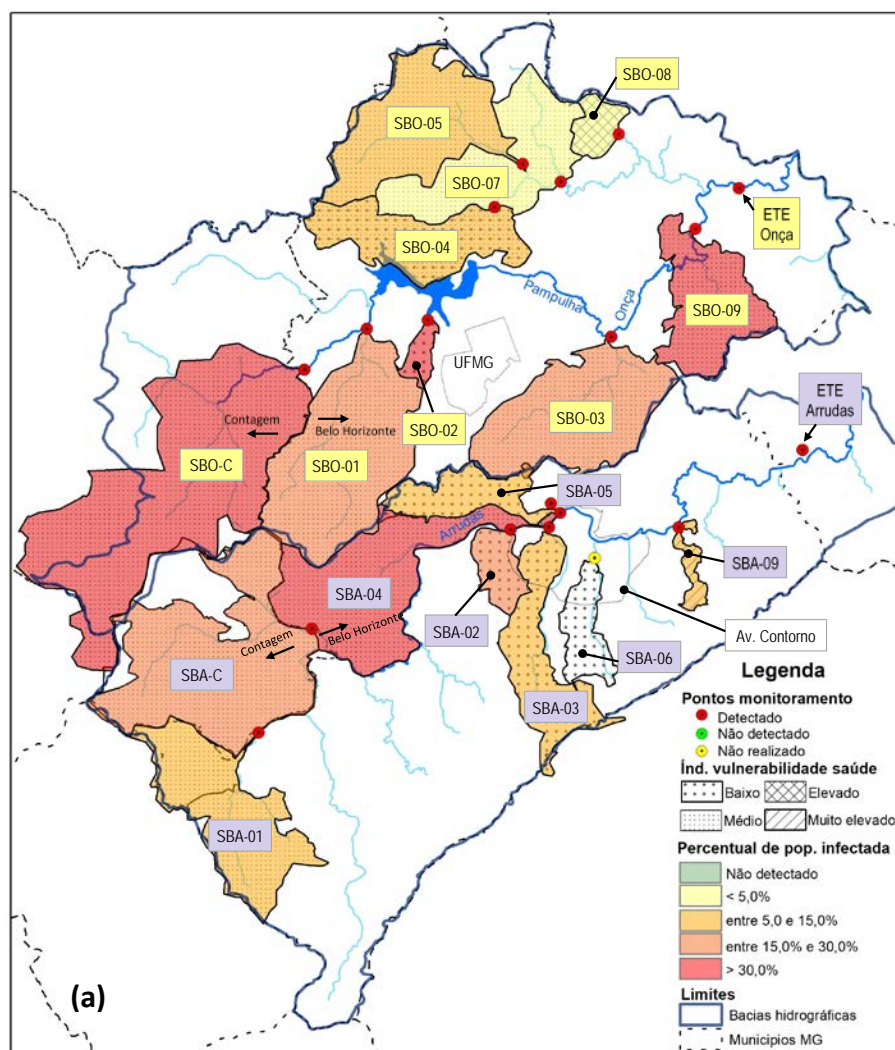 SBO-08
SBO-05
SBO-07
ETE
Onça
SBO-04
Pampulha
Onça
SBO-09
UFMG
ETE
Arrudas
SBO-03
Contagem
Belo Horizonte
SBO-02
SBO-C
SBO-01
SBA-05
Arrudas
SBA-09
SBA-04
Contagem
Belo Horizonte
SBA-02
Av. Contorno
SBA-06
SBA-C
SBA-03
SBA-01
(a)
Legenda
Pontos monitoramento
Detectado
Não detectado
Não realizado
Índ. vulnerabilidade saúde
Baixo Elevado
Médio Muito elevado
Percentual de pop. infectada
Não detectado
< 5,0%
entre 5,0 e 15,0%
entre 15,0% e 30,0%
> 30,0%
Limites
Bacias hidrográficas
Municipios MG